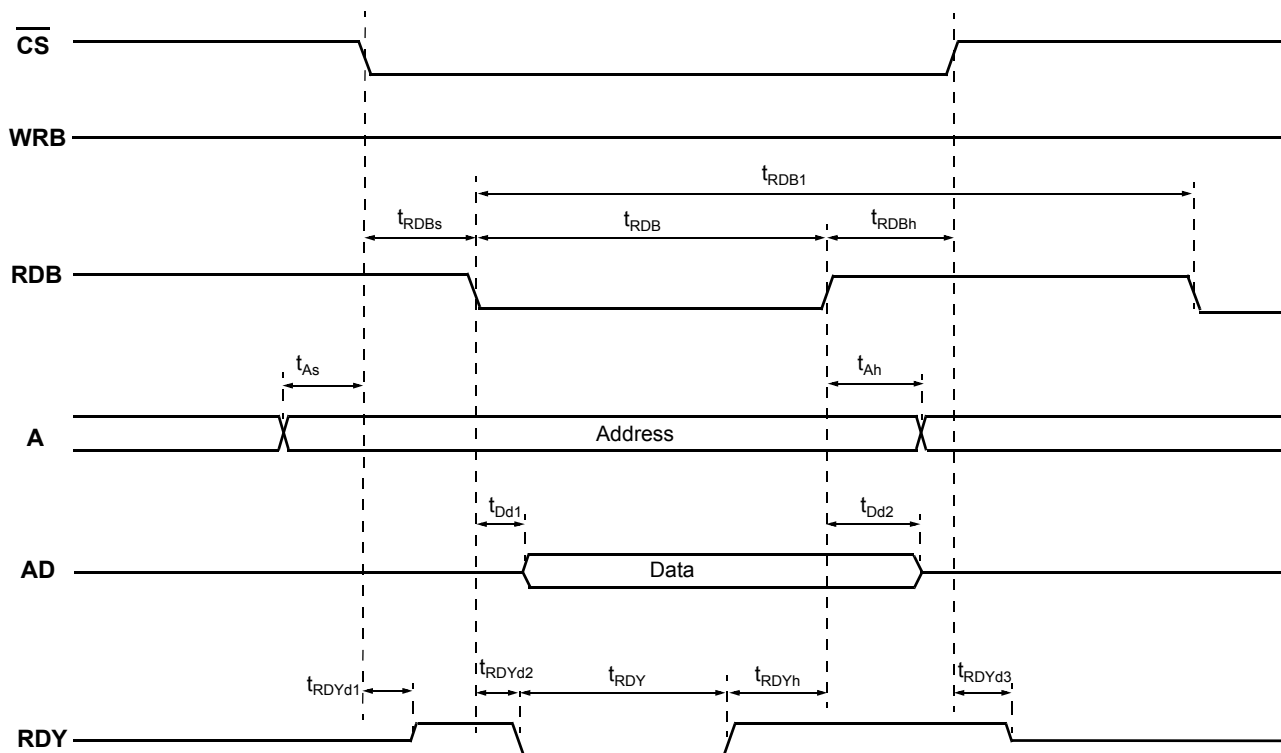 CS
WRB
tRDB1
tRDBs tRDB tRDBh
RDB
tAs tAh
A Address
tDd1 tDd2
AD Data
tRDYd1 tRDYd2 tRDY tRDYh tRDYd3
RDY